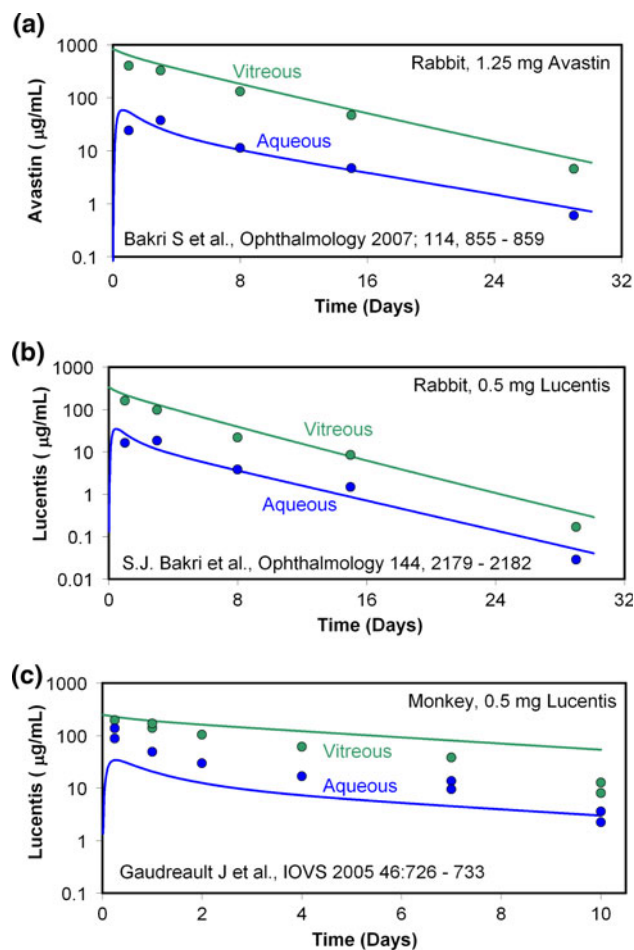 (a)
Avastin ( μg/mL)
1000
100
10
1
0.1
Rabbit, 1.25 mg Avastin
Vitreous
Aqueous
Bakri S et al., Ophthalmology 2007; 114, 855 - 859
0 8 16 24 32
Time (Days)
(b)
Lucentis ( μg/mL)
1000
100
10
1
0.1
0.01
Rabbit, 0.5 mg Lucentis
Vitreous
Aqueous
S.J. Bakri et al., Ophthalmology 144, 2179 - 2182
0 8 16 24 32
Time (Days)
(c)
Lucentis ( μg/mL)
1000
100
10
1
0.1
Monkey, 0.5 mg Lucentis
Vitreous
Aqueous
Gaudreault J et al., IOVS 2005 46:726 - 733
0 2 4 6 8 10
Time (Days)